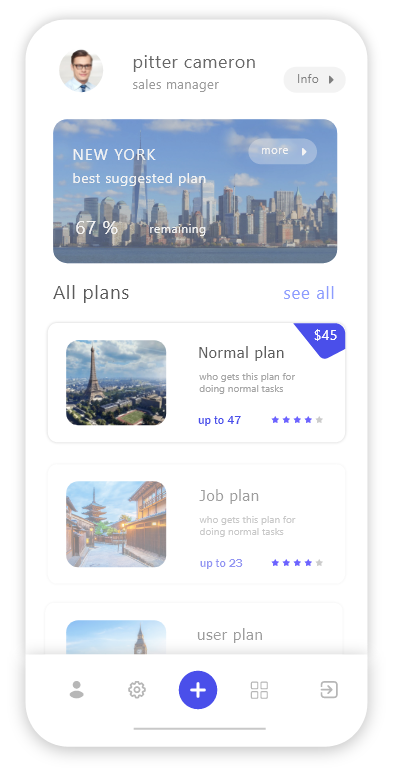 pitter cameron
sales manager
Info
NEW YORK
more
best suggested plan
67 %
remaining
All plans
see all
$45
Normal plan
who gets this plan for
doing normal tasks
up to 47
Job plan
who gets this plan for
doing normal tasks
up to 23
user plan